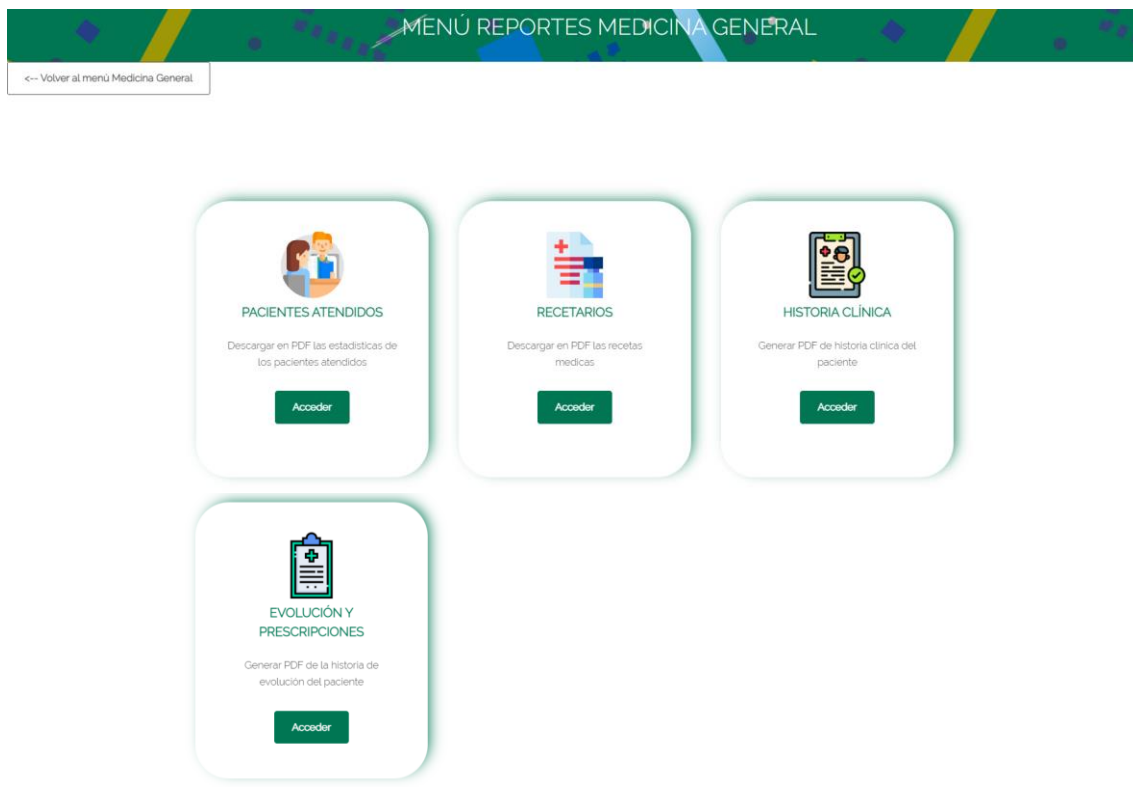 MENÚ REPORTES MEDICINA GENERAL
<-- Volver al menú Medicina General
PACIENTES ATENDIDOS
Descargar en PDF las estadísticas de
los pacientes atendidos
Acceder
RECETARIOS
Descargar en PDF las recetas
medicas
Acceder
HISTORIA CLÍNICA
Generar PDF de historia clínica del
paciente
Acceder
EVOLUCIÓN Y
PRESCRIPCIONES
Generar PDF de la historia de
evolución del paciente
Acceder